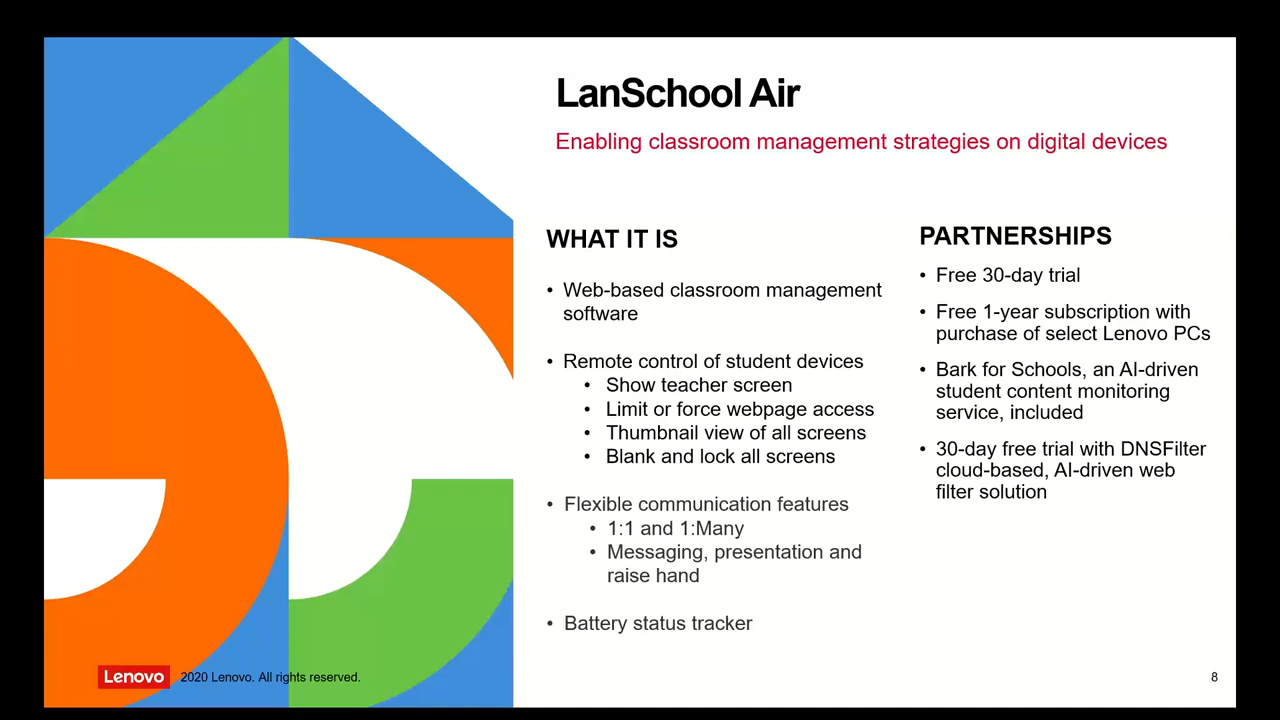 LanSchool Air
Enabling classroom management strategies on digital devices
WHAT IT IS
• Web-based classroom management
software
• Remote control of student devices
• Show teacher screen
• Limit or force webpage access
• Thumbnail view of all screens
• Blank and lock all screens
• Flexible communication features
• 1:1 and 1:Many
• Messaging, presentation and
raise hand
• Battery status tracker
PARTNERSHIPS
• Free 30-day trial
• Free 1-year subscription with
purchase of select Lenovo PCs
• Bark for Schools, an AI-driven
student content monitoring
service, included
• 30-day free trial with DNSFilter
cloud-based, AI-driven web
filter solution
Lenovo 2020 Lenovo. All rights reserved.
8